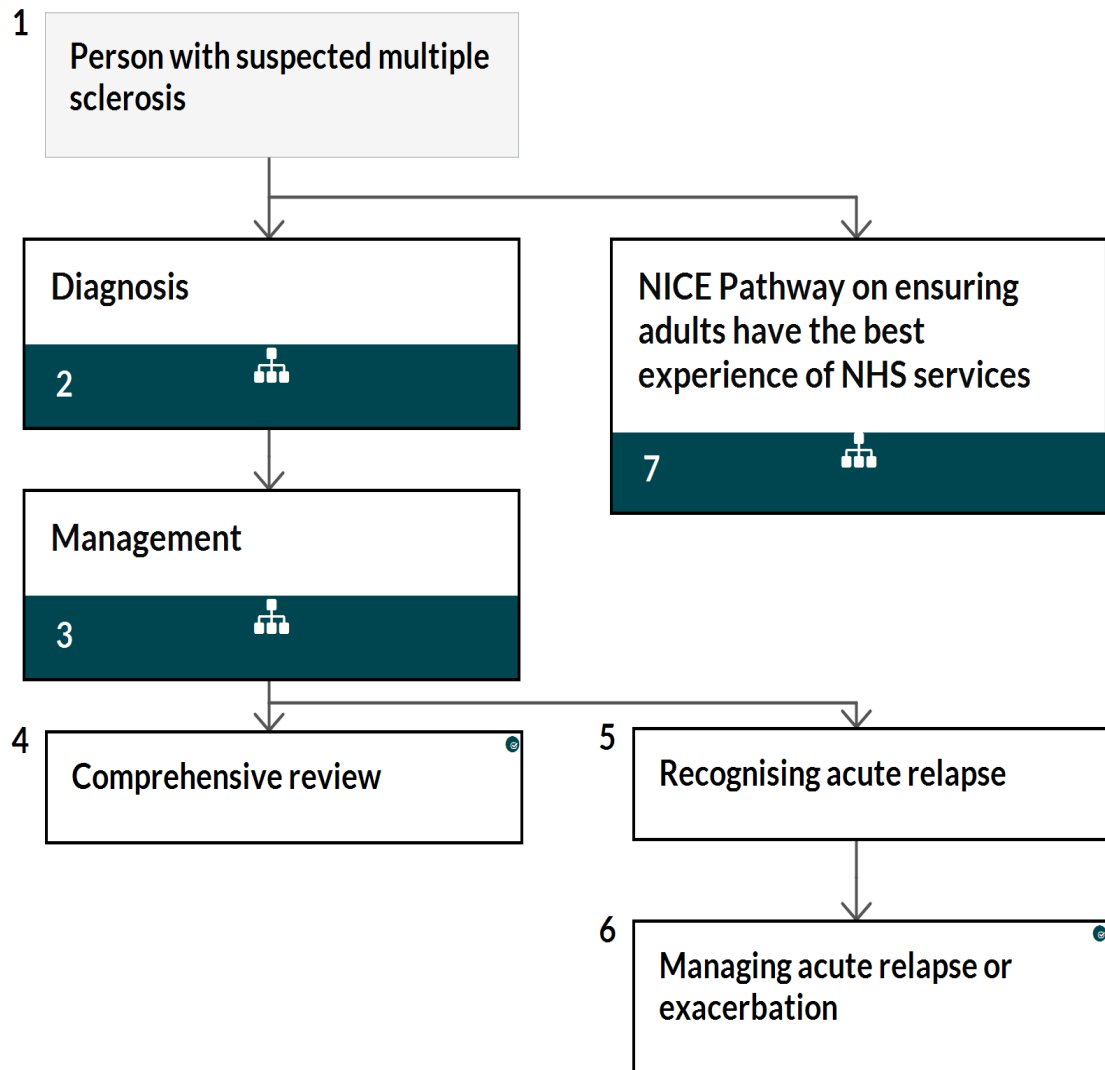 1
Person with suspected multiple
sclerosis
Diagnosis
2
NICE Pathway on ensuring
adults have the best
experience of NHS services
7
Management
3
4
Comprehensive review
5
Recognising acute relapse
6
Managing acute relapse or
exacerbation